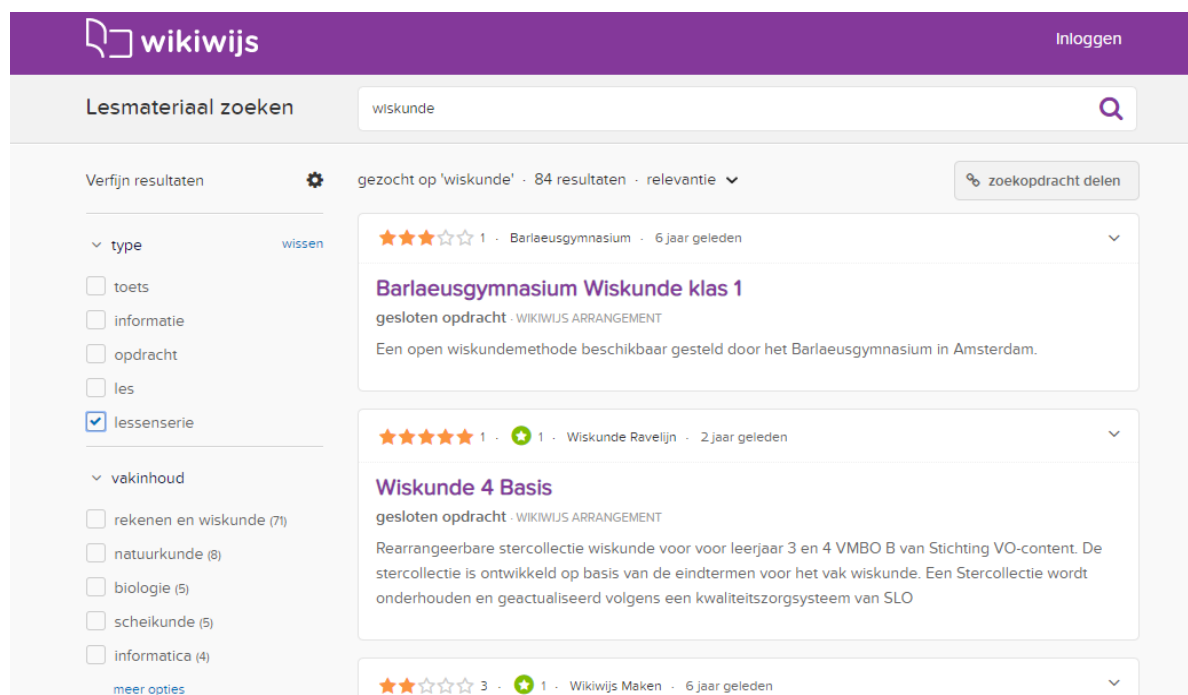 wikiwijs
Inloggen
Lesmateriaal zoeken
wiskunde
Verfijn resultaten
gezocht op 'wiskunde' · 84 resultaten · relevantie
zoekopdracht delen
type
wissen
toets
informatie
opdracht
les
lessenserie
vakinhoud
rekenen en wiskunde (71)
natuurkunde (8)
biologie (5)
scheikunde (5)
informatica (4)
meer opties
1 · Barlaeusgymnasium · 6 jaar geleden
Barlaeusgymnasium Wiskunde klas 1
gesloten opdracht · WIKIWIJS ARRANGEMENT
Een open wiskundemethode beschikbaar gesteld door het Barlaeusgymnasium in Amsterdam.
1 · 1 · Wiskunde Ravelijn · 2 jaar geleden
Wiskunde 4 Basis
gesloten opdracht · WIKIWIJS ARRANGEMENT
Rearrangeerbare stercollectie wiskunde voor voor leerjaar 3 en 4 VMBO B van Stichting VO-content. De
stercollectie is ontwikkeld op basis van de eindtermen voor het vak wiskunde. Een Stercollectie wordt
onderhouden en geactualiseerd volgens een kwaliteitszorgsysteem van SLO
3 · 1 · Wikiwijs Maken · 6 jaar geleden